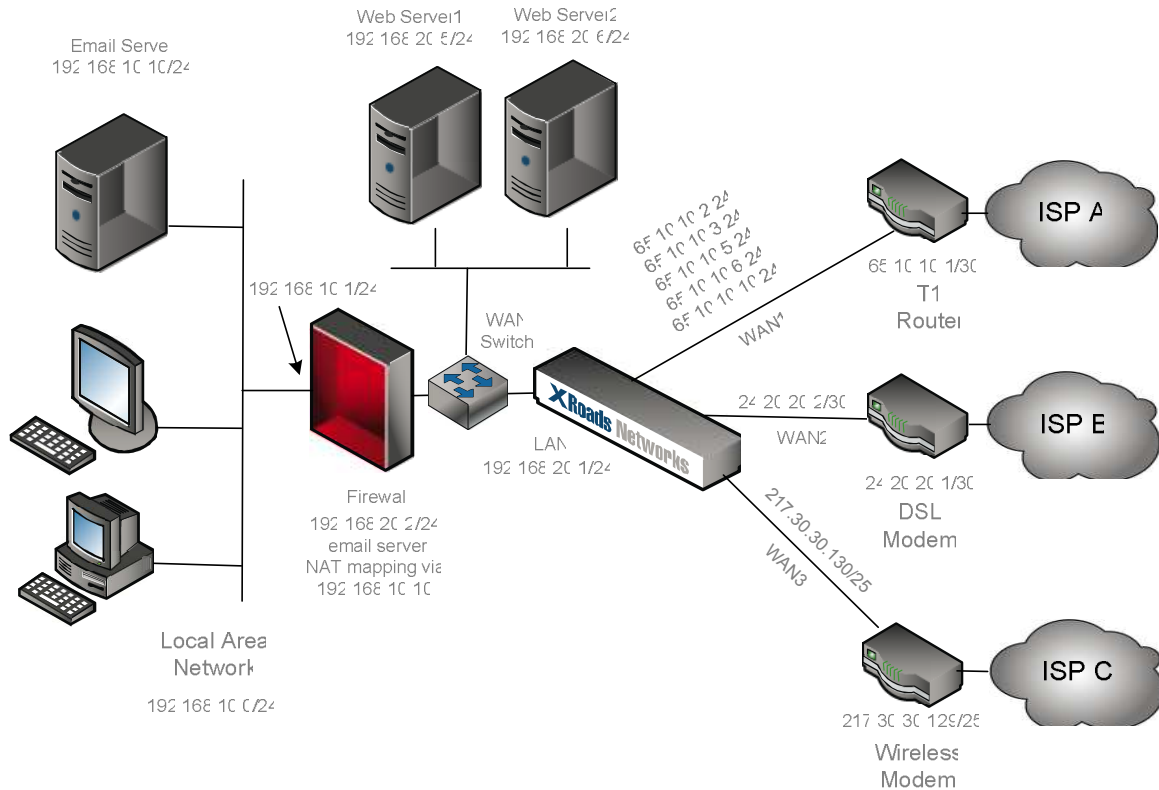 Email Serve
192 168 10 10/24
Web Server1
192 168 20 5/24
Web Server2
192 168 20 6/24
192 168 10 1/24
WAN
Switch
65 10 10 2 24
65 10 10 3 24
65 10 10 5 24
65 10 10 6 24
65 10 10 10 24
WAN1
65 10 10 1/30
T1
Router
ISP A
XRoads Networks
LAN
192 168 20 1/24
24 20 20 2/30
WAN2
24 20 20 1/30
DSL
Modem
ISP B
Firewal
192 168 20 2/24
email server
NAT mapping via
192 168 10 10
217.30.30.130/25
WAN3
Local Area
Network
192 168 10 0/24
ISP C
217 30 30 129/25
Wireless
Modem